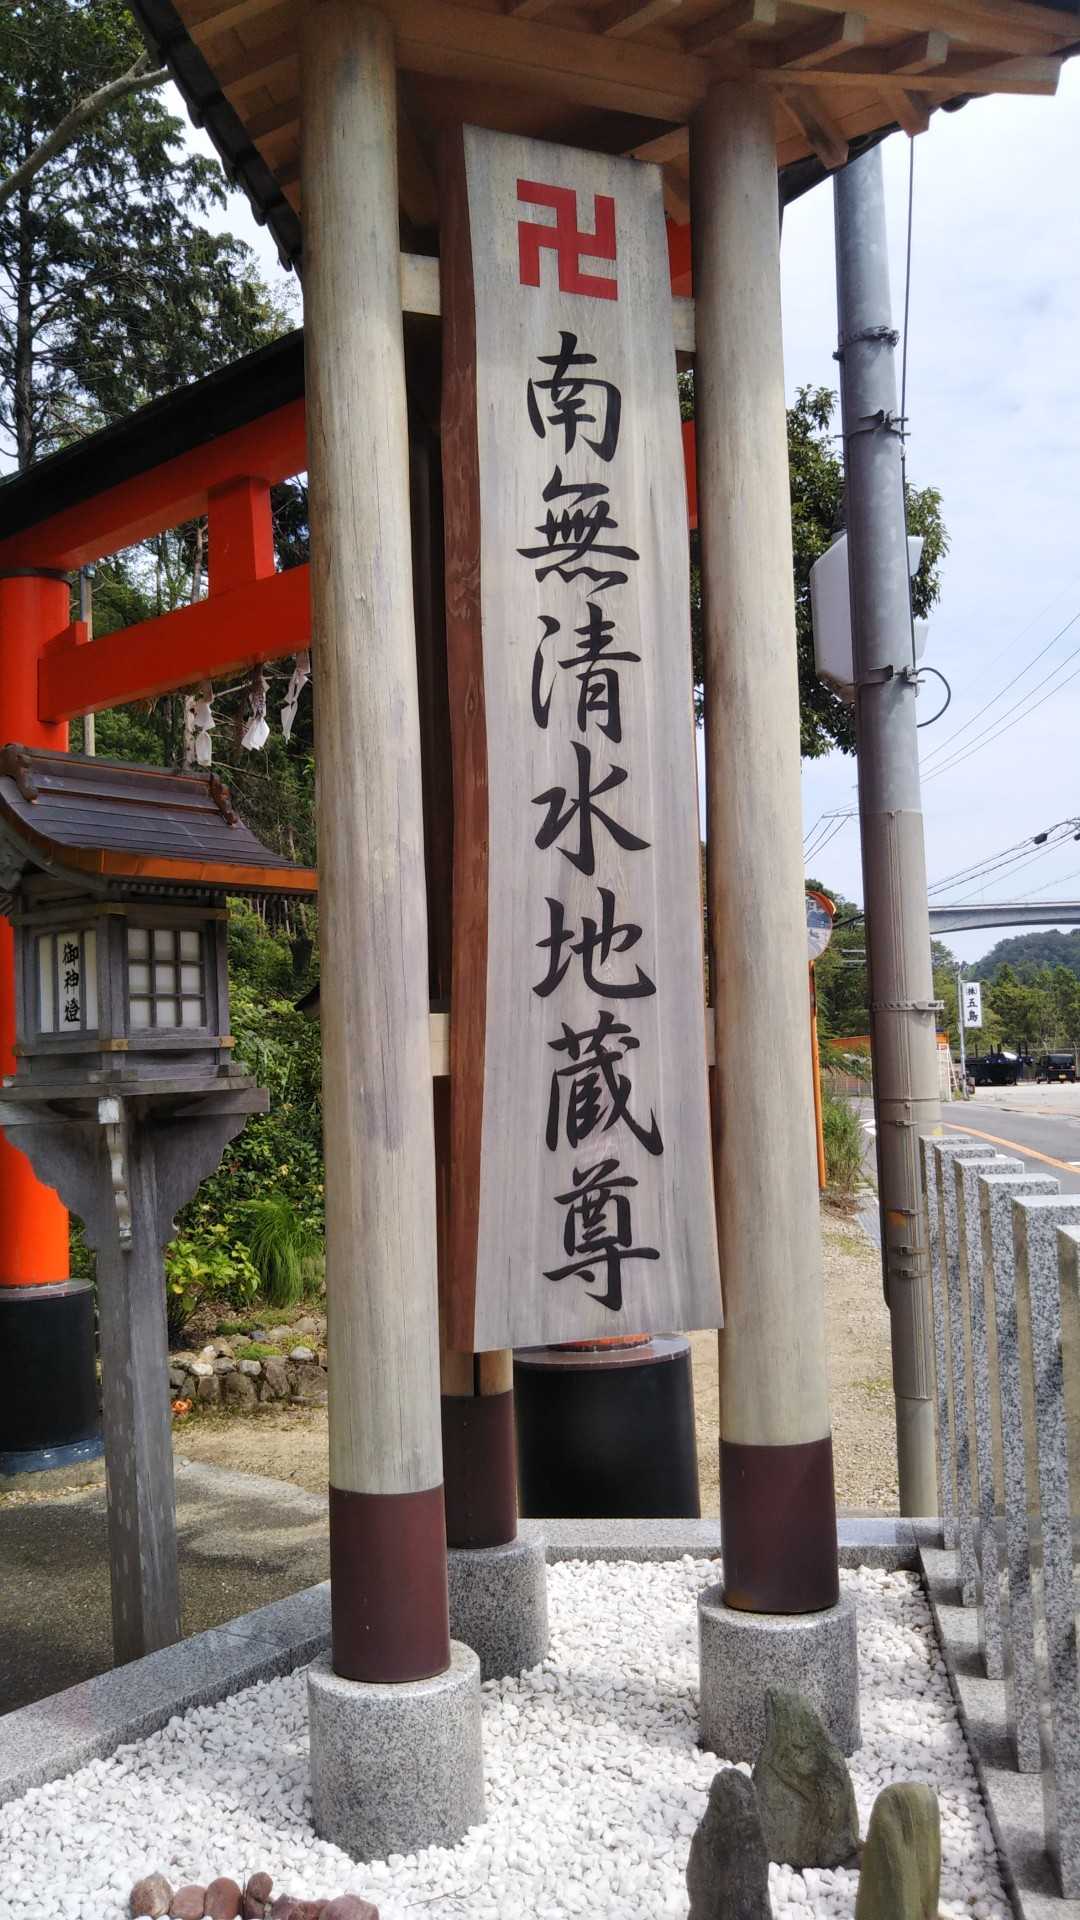 卍
南無清水地蔵尊
御神燈
㈱五島